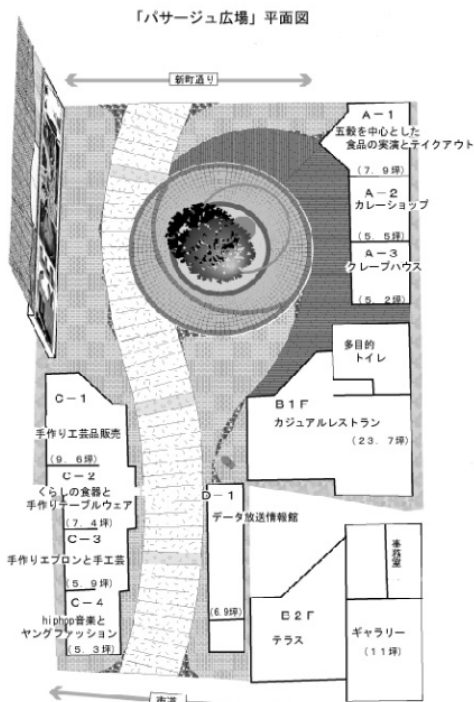 「パサージュ広場」平面図
新町通り
A-1
五穀を中心とした
食品の実演とテイクアウト
(7.9坪)
A-2
カレーショップ
(5.5坪)
A-3
クレープハウス
(5.2坪)
多目的
トイレ
B1F
カジュアルレストラン
(23.7坪)
C-1
手作り工芸品販売
(9.6坪)
C-2
くらしの食器と
手作りテーブルウェア
(7.4坪)
C-3
手作りエプロンと手工芸
(5.9坪)
C-4
hiphop音楽と
ヤングファッション
(5.3坪)
D-1
データ放送情報館
(6.9坪)
B2F
テラス
事務室
ギャラリー
(11坪)